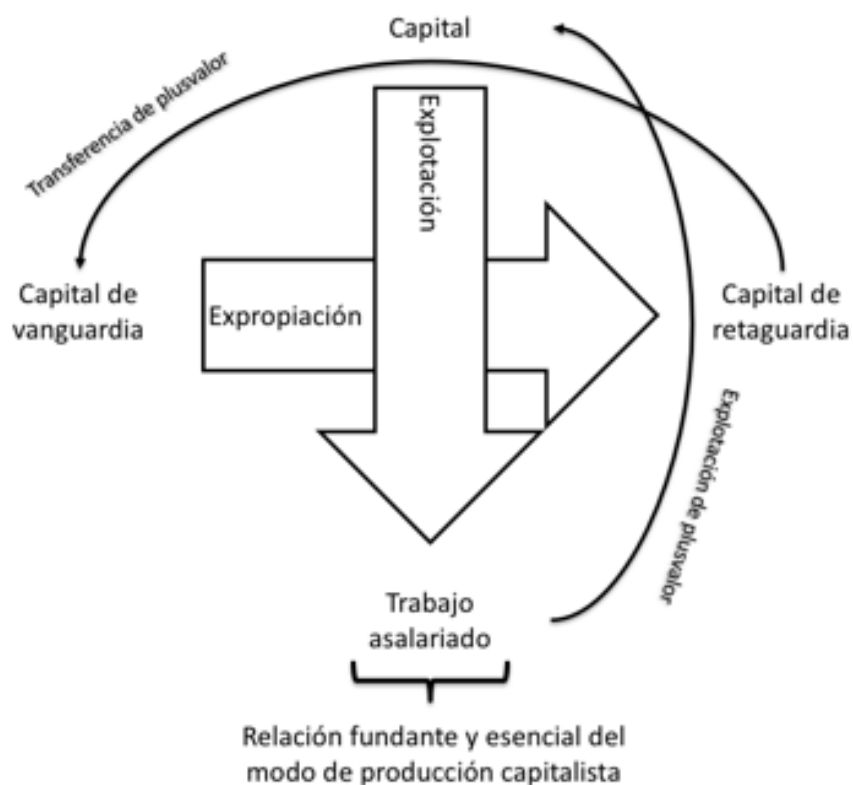 Capital
Transferencia de plusvalor
Explotación
Capital de
vanguardia
Expropiación
Capital de
retaguardia
Explotación de plusvalor
Trabajo
asalariado
Relación fundante y esencial del
modo de producción capitalista